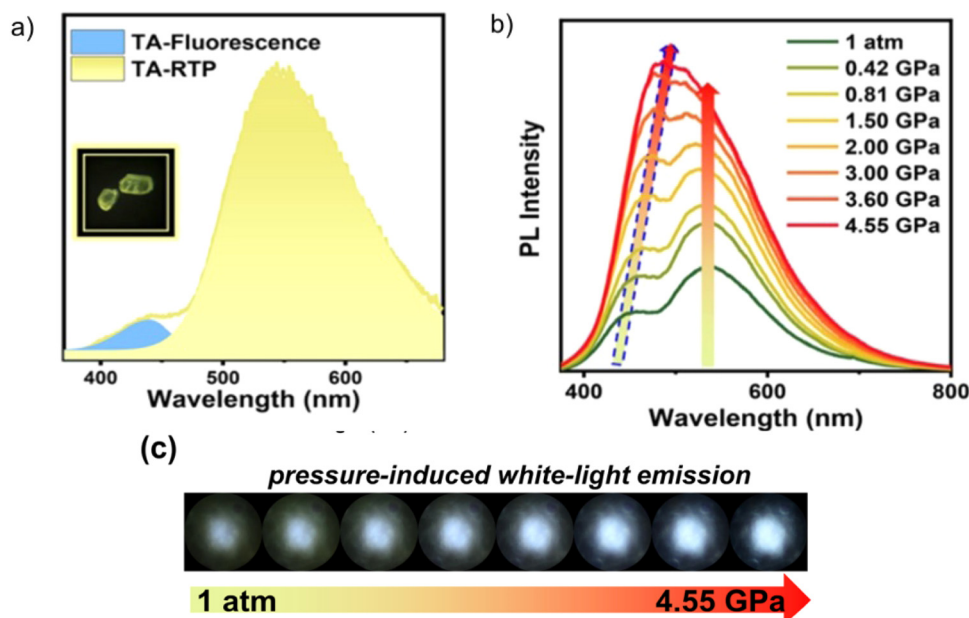 a)
TA-Fluorescence
TA-RTP
400 500 600
Wavelength (nm)
b)
1 atm
0.42 GPa
0.81 GPa
1.50 GPa
2.00 GPa
3.00 GPa
3.60 GPa
4.55 GPa
PL Intensity
400 500 600 700 800
Wavelength (nm)
(c)
pressure-induced white-light emission
1 atm 4.55 GPa